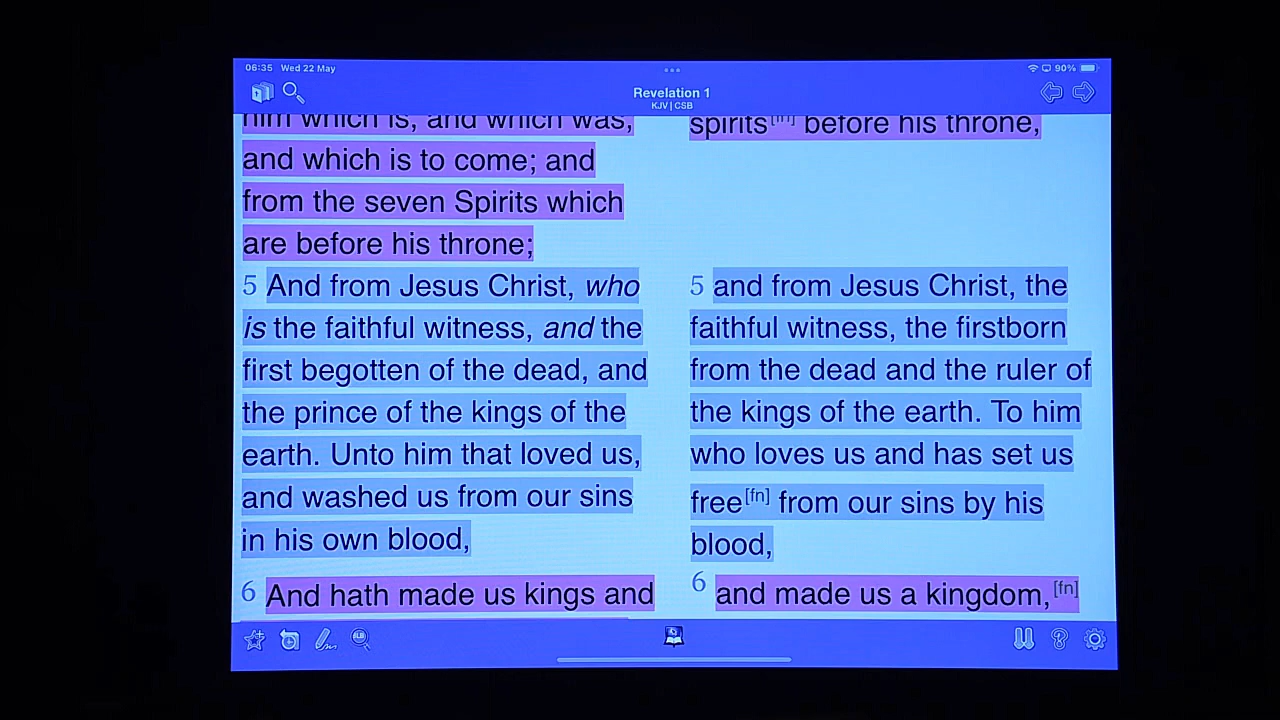 06:35 Wed 22 May
90%
Revelation 1
KJV | CSB
him which is, and which was,
and which is to come; and
from the seven Spirits which
are before his throne;
5 And from Jesus Christ, who
is the faithful witness, and the
first begotten of the dead, and
the prince of the kings of the
earth. Unto him that loved us,
and washed us from our sins
in his own blood,
6 And hath made us kings and
spirits[fn] before his throne,
5 and from Jesus Christ, the
faithful witness, the firstborn
from the dead and the ruler of
the kings of the earth. To him
who loves us and has set us
free[fn] from our sins by his
blood,
6 and made us a kingdom,[fn]